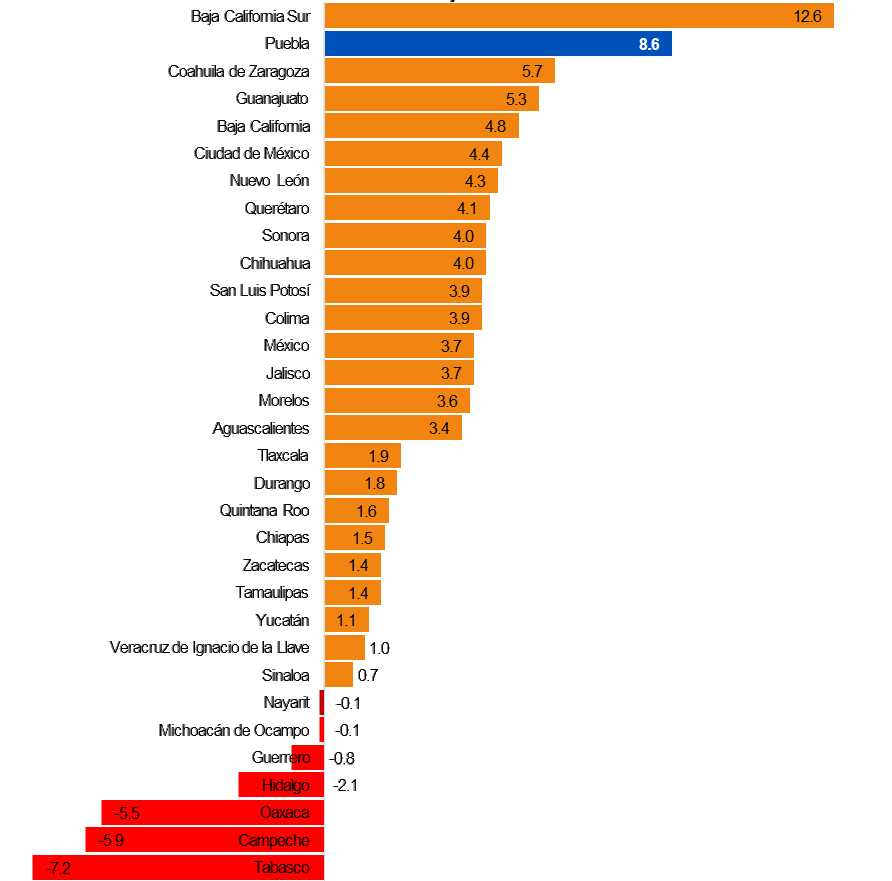 Baja California Sur 12.6
Puebla 8.6
Coahuila de Zaragoza 5.7
Guanajuato 5.3
Baja California 4.8
Ciudad de México 4.4
Nuevo León 4.3
Querétaro 4.1
Sonora 4.0
Chihuahua 4.0
San Luis Potosí 3.9
Colima 3.9
México 3.7
Jalisco 3.7
Morelos 3.6
Aguascalientes 3.4
Tlaxcala 1.9
Durango 1.8
Quintana Roo 1.6
Chiapas 1.5
Zacatecas 1.4
Tamaulipas 1.4
Yucatán 1.1
Veracruz de Ignacio de la Llave 1.0
Sinaloa 0.7
Nayarit -0.1
Michoacán de Ocampo -0.1
Guerrero -0.8
Hidalgo -2.1
-5.5 Oaxaca
-5.9 Campeche
-7.2 Tabasco